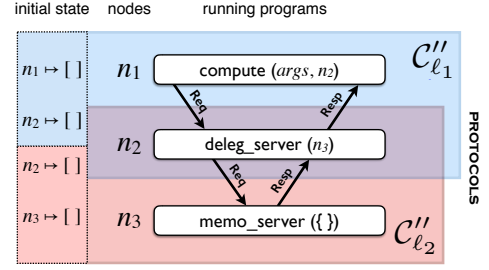 initial state nodes running programs
n₁ ↦ [ ] n₁ compute (args, n₂) C″ℓ₁
Req Resp
n₂ ↦ [ ]
n₂ deleg_server (n₃)
n₂ ↦ [ ]
Req Resp
n₃ ↦ [ ] n₃ memo_server ({ }) C″ℓ₂
PROTOCOLS